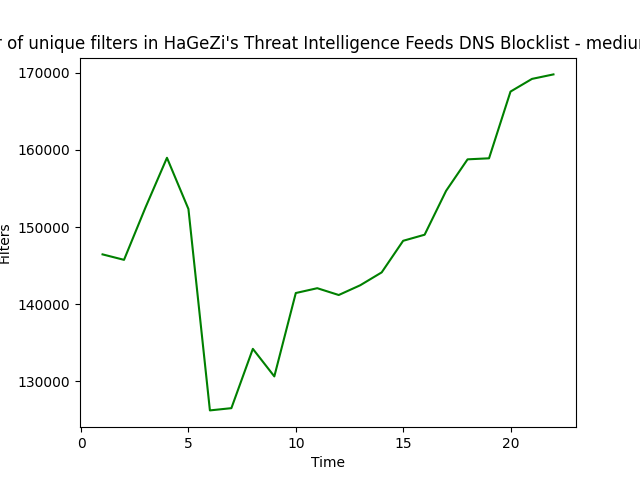 r of unique filters in HaGeZi's Threat Intelligence Feeds DNS Blocklist - mediu
170000
160000
150000
140000
130000
Filters
0 5 10 15 20
Time